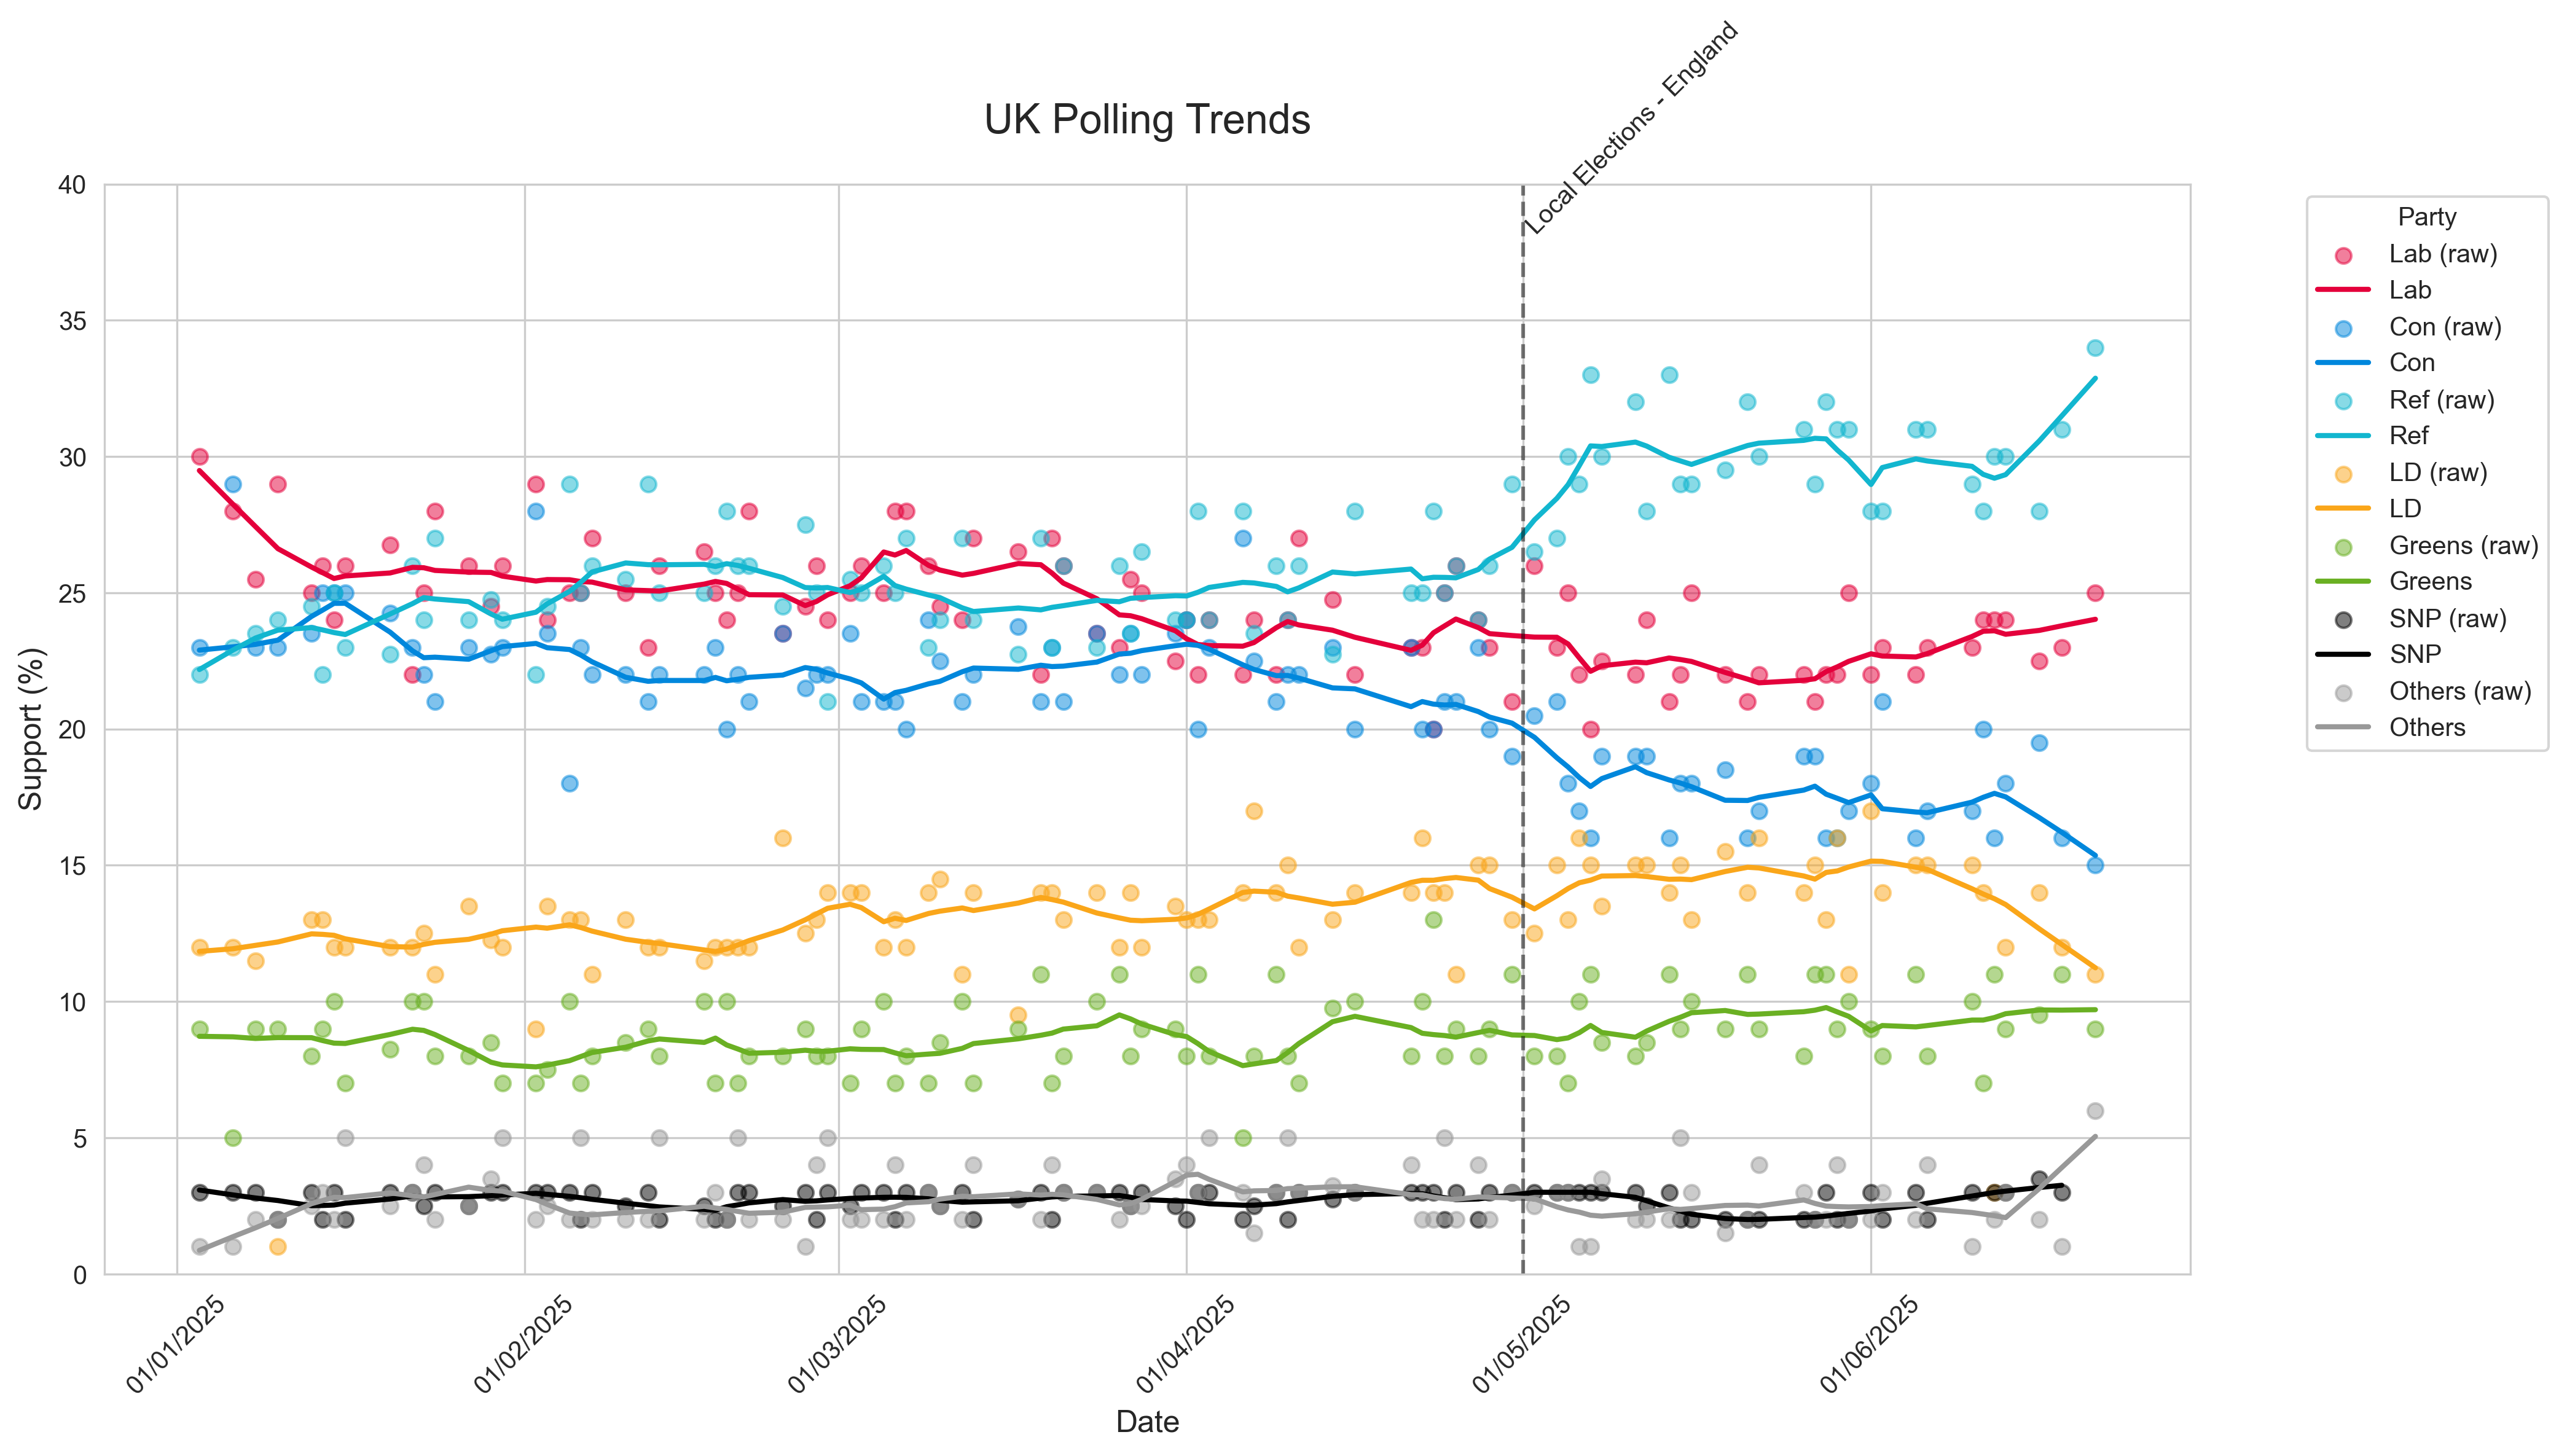 Local Elections - England
UK Polling Trends
40
35
30
25
20
15
10
5
0
Support (%)
01/01/2025
01/02/2025
01/03/2025
01/04/2025
01/05/2025
01/06/2025
Date
Party
Lab (raw)
Lab
Con (raw)
Con
Ref (raw)
Ref
LD (raw)
LD
Greens (raw)
Greens
SNP (raw)
SNP
Others (raw)
Others